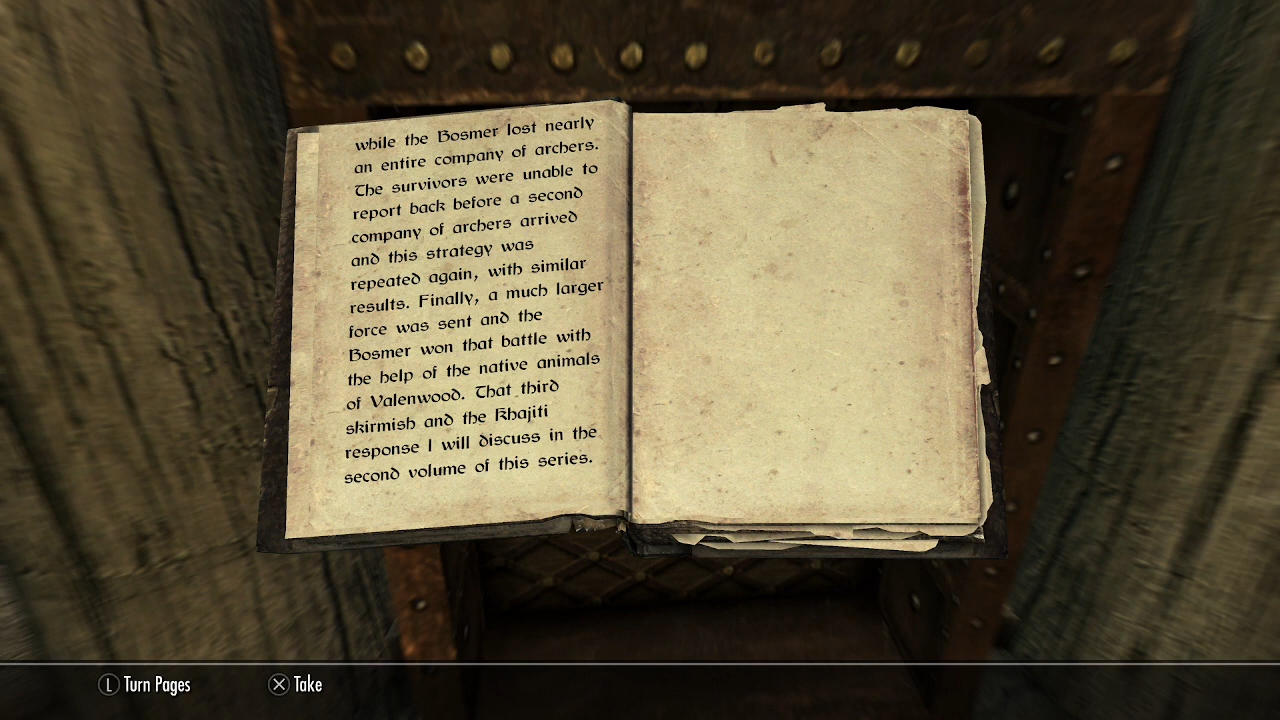 while the Bosmer lost nearly
an entire company of archers.
The survivors were unable to
report back before a second
company of archers arrived
and this strategy was
repeated again, with similar
results. Finally, a much larger
force was sent and the
Bosmer won that battle with
the help of the native animals
of Valenwood. That third
skirmish and the Khajiti
response I will discuss in the
second volume of this series.
L Turn Pages
X Take